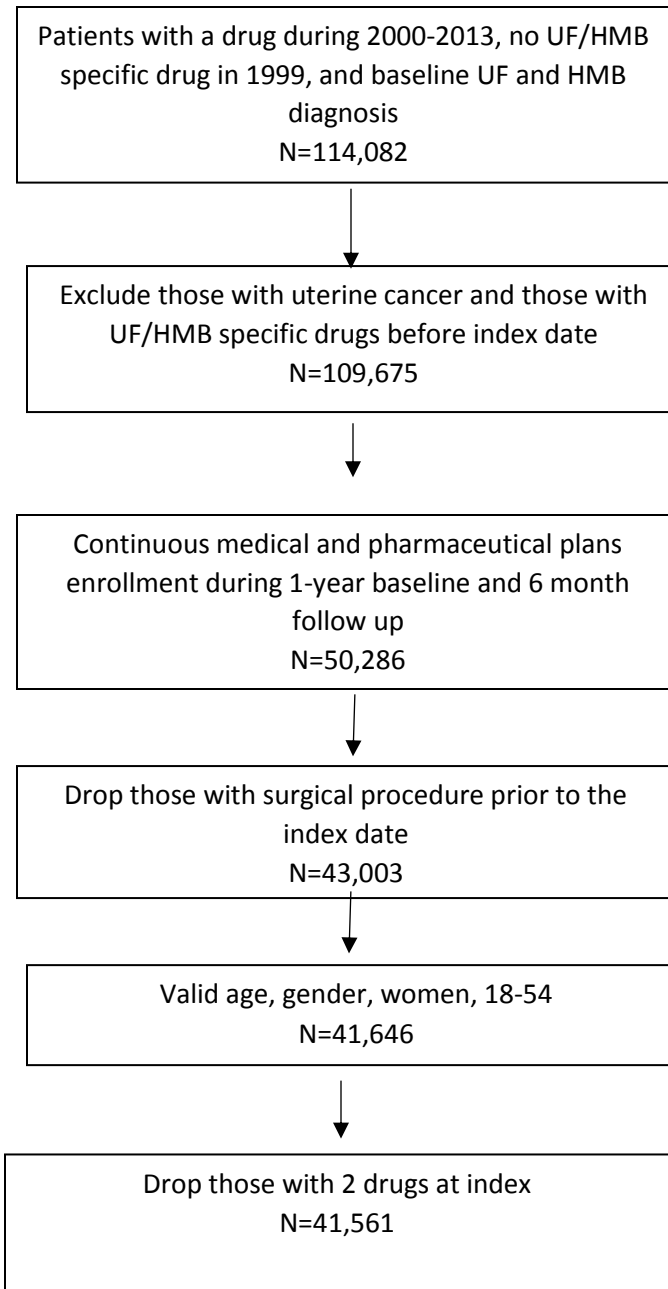 Patients with a drug during 2000-2013, no UF/HMB
specific drug in 1999, and baseline UF and HMB
diagnosis
N=114,082
Exclude those with uterine cancer and those with
UF/HMB specific drugs before index date
N=109,675
Continuous medical and pharmaceutical plans
enrollment during 1-year baseline and 6 month
follow up
N=50,286
Drop those with surgical procedure prior to the
index date
N=43,003
Valid age, gender, women, 18-54
N=41,646
Drop those with 2 drugs at index
N=41,561